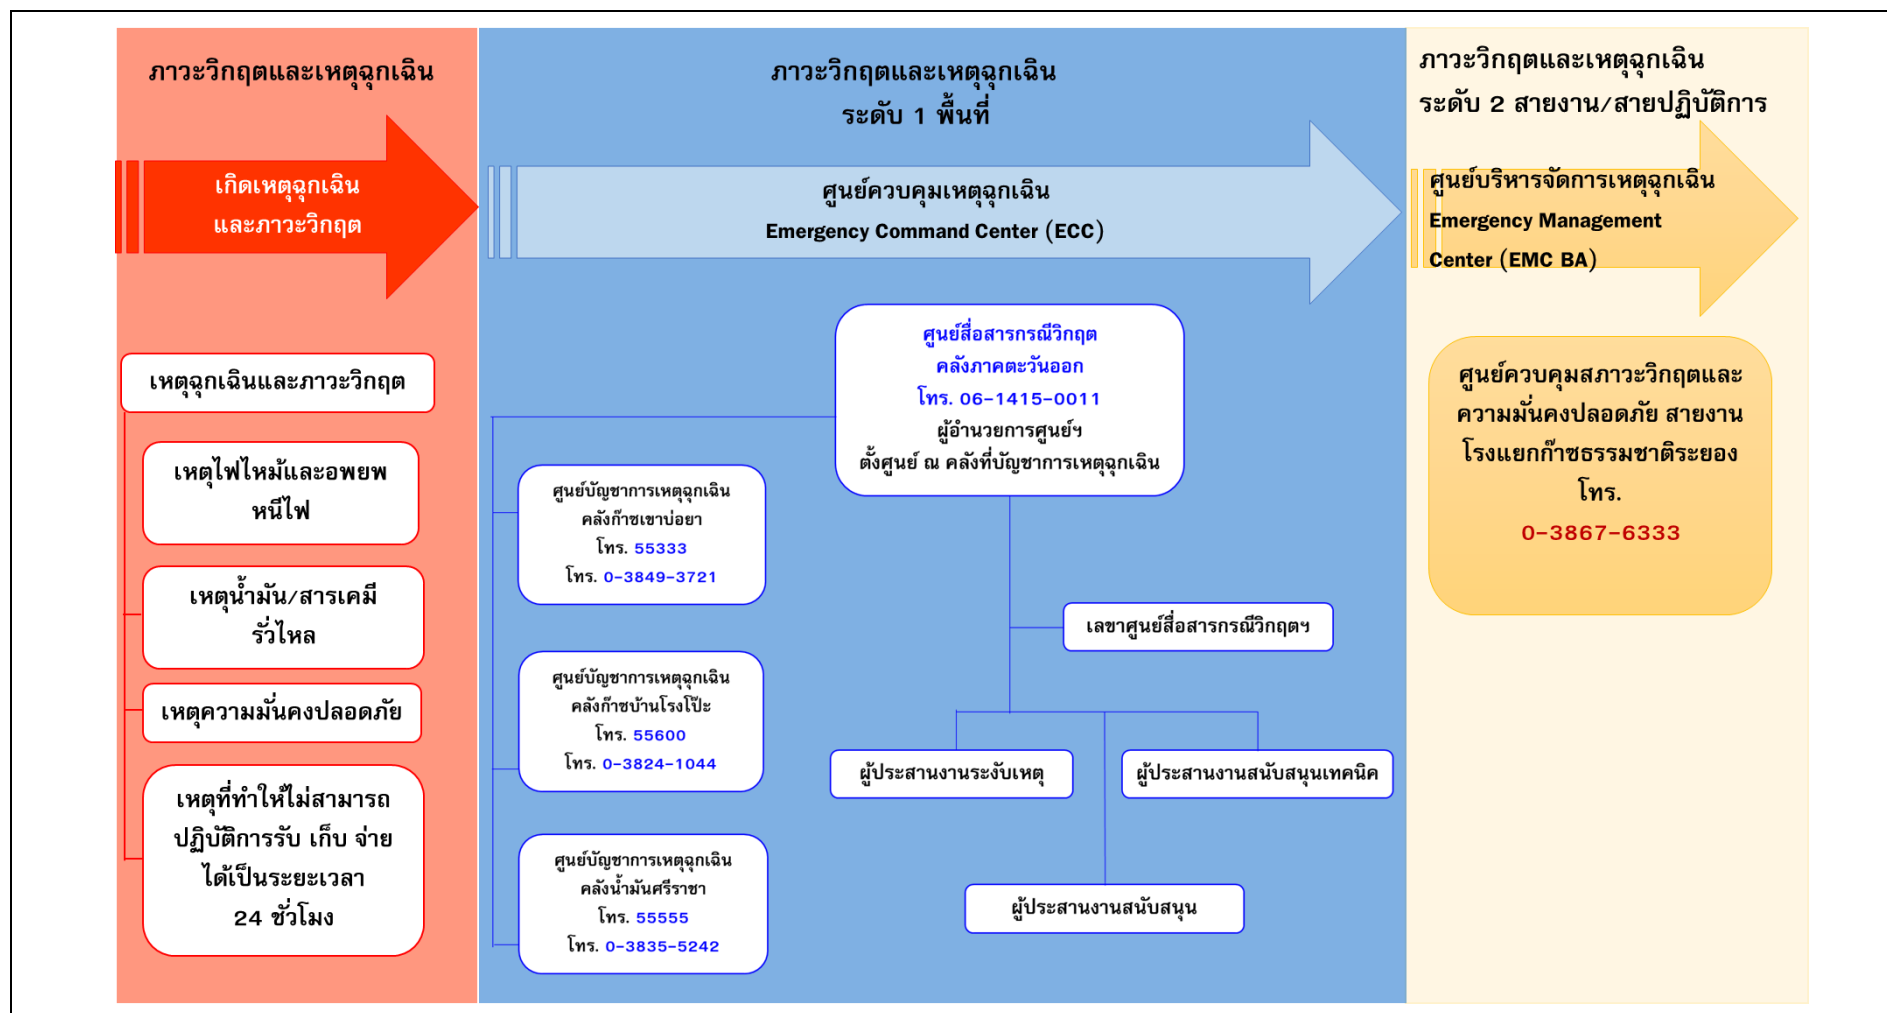 ภาวะวิกฤตและเหตุฉุกเฉิน
เกิดเหตุฉุกเฉิน
และภาวะวิกฤต
เหตุฉุกเฉินและภาวะวิกฤต
เหตุไฟไหม้และอพยพ
หนีไฟ
เหตุน้ำมัน/สารเคมี
รั่วไหล
เหตุความมั่นคงปลอดภัย
เหตุที่ทำให้ไม่สามารถ
ปฏิบัติการรับ เก็บ จ่าย
ได้เป็นระยะเวลา
24 ชั่วโมง
ภาวะวิกฤตและเหตุฉุกเฉิน
ระดับ 1 พื้นที่
ศูนย์ควบคุมเหตุฉุกเฉิน
Emergency Command Center (ECC)
ศูนย์สื่อสารกรณีวิกฤต
คลังภาคตะวันออก
โทร. 06-1415-0011
ผู้อำนวยการศูนย์ฯ
ตั้งศูนย์ ณ คลังที่บัญชาการเหตุฉุกเฉิน
ศูนย์บัญชาการเหตุฉุกเฉิน
คลังก๊าซเขาบ่อยา
โทร. 55333
โทร. 0-3849-3721
ศูนย์บัญชาการเหตุฉุกเฉิน
คลังก๊าซบ้านโรงโป๊ะ
โทร. 55600
โทร. 0-3824-1044
ศูนย์บัญชาการเหตุฉุกเฉิน
คลังน้ำมันศรีราชา
โทร. 55555
โทร. 0-3835-5242
เลขาศูนย์สื่อสารกรณีวิกฤตฯ
ผู้ประสานงานระงับเหตุ
ผู้ประสานงานสนับสนุนเทคนิค
ผู้ประสานงานสนับสนุน
ภาวะวิกฤตและเหตุฉุกเฉิน
ระดับ 2 สายงาน/สายปฏิบัติการ
ศูนย์บริหารจัดการเหตุฉุกเฉิน
Emergency Management
Center (EMC BA)
ศูนย์ควบคุมสภาวะวิกฤตและ
ความมั่นคงปลอดภัย สายงาน
โรงแยกก๊าซธรรมชาติระยอง
โทร.
0-3867-6333